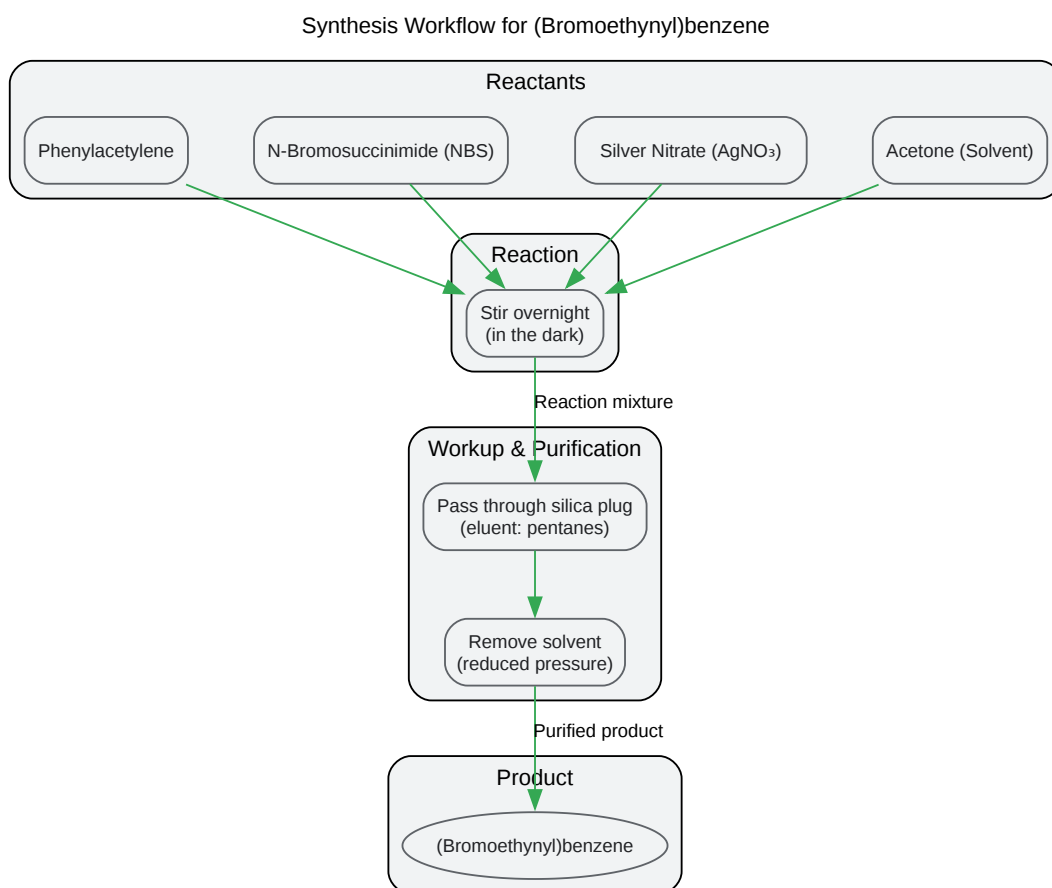 Synthesis Workflow for (Bromoethynyl)benzene
Reactants
Phenylacetylene
N-Bromosuccinimide (NBS)
Silver Nitrate (AgNO₃)
Acetone (Solvent)
Reaction
Stir overnight
(in the dark)
Reaction mixture
Workup & Purification
Pass through silica plug
(eluent: pentanes)
Remove solvent
(reduced pressure)
Purified product
Product
(Bromoethynyl)benzene